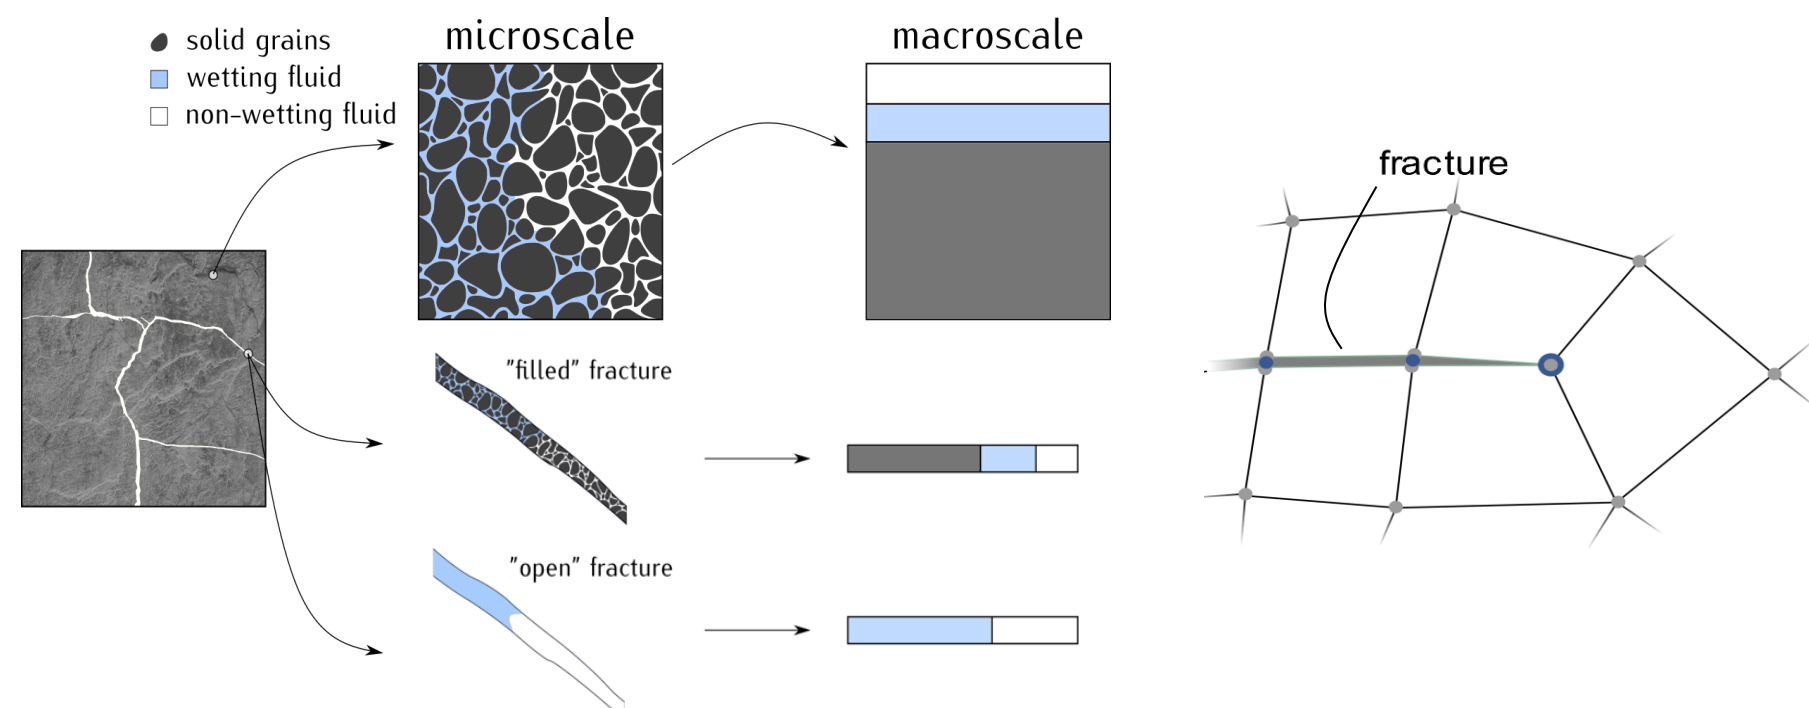 solid grains
wetting fluid
non-wetting fluid
microscale
macroscale
"filled" fracture
"open" fracture
fracture